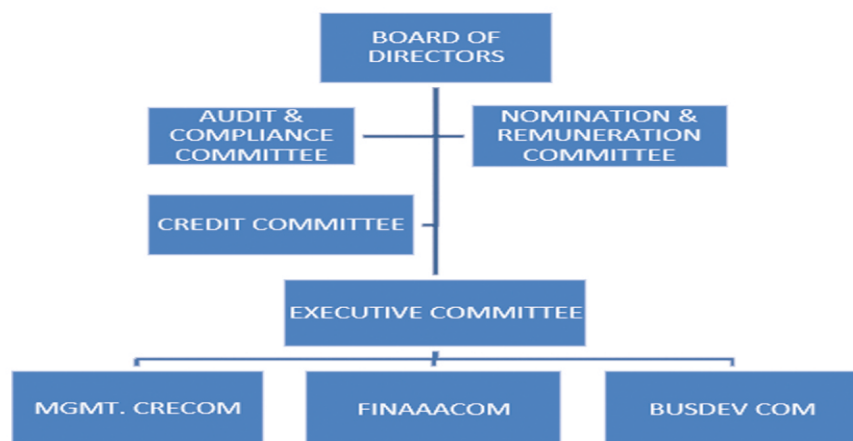 BOARD OF
DIRECTORS
AUDIT &
COMPLIANCE
COMMITTEE
NOMINATION &
REMUNERATION
COMMITTEE
CREDIT COMMITTEE
EXECUTIVE COMMITTEE
MGMT. CRECOM
FINAAACOM
BUSDEV COM